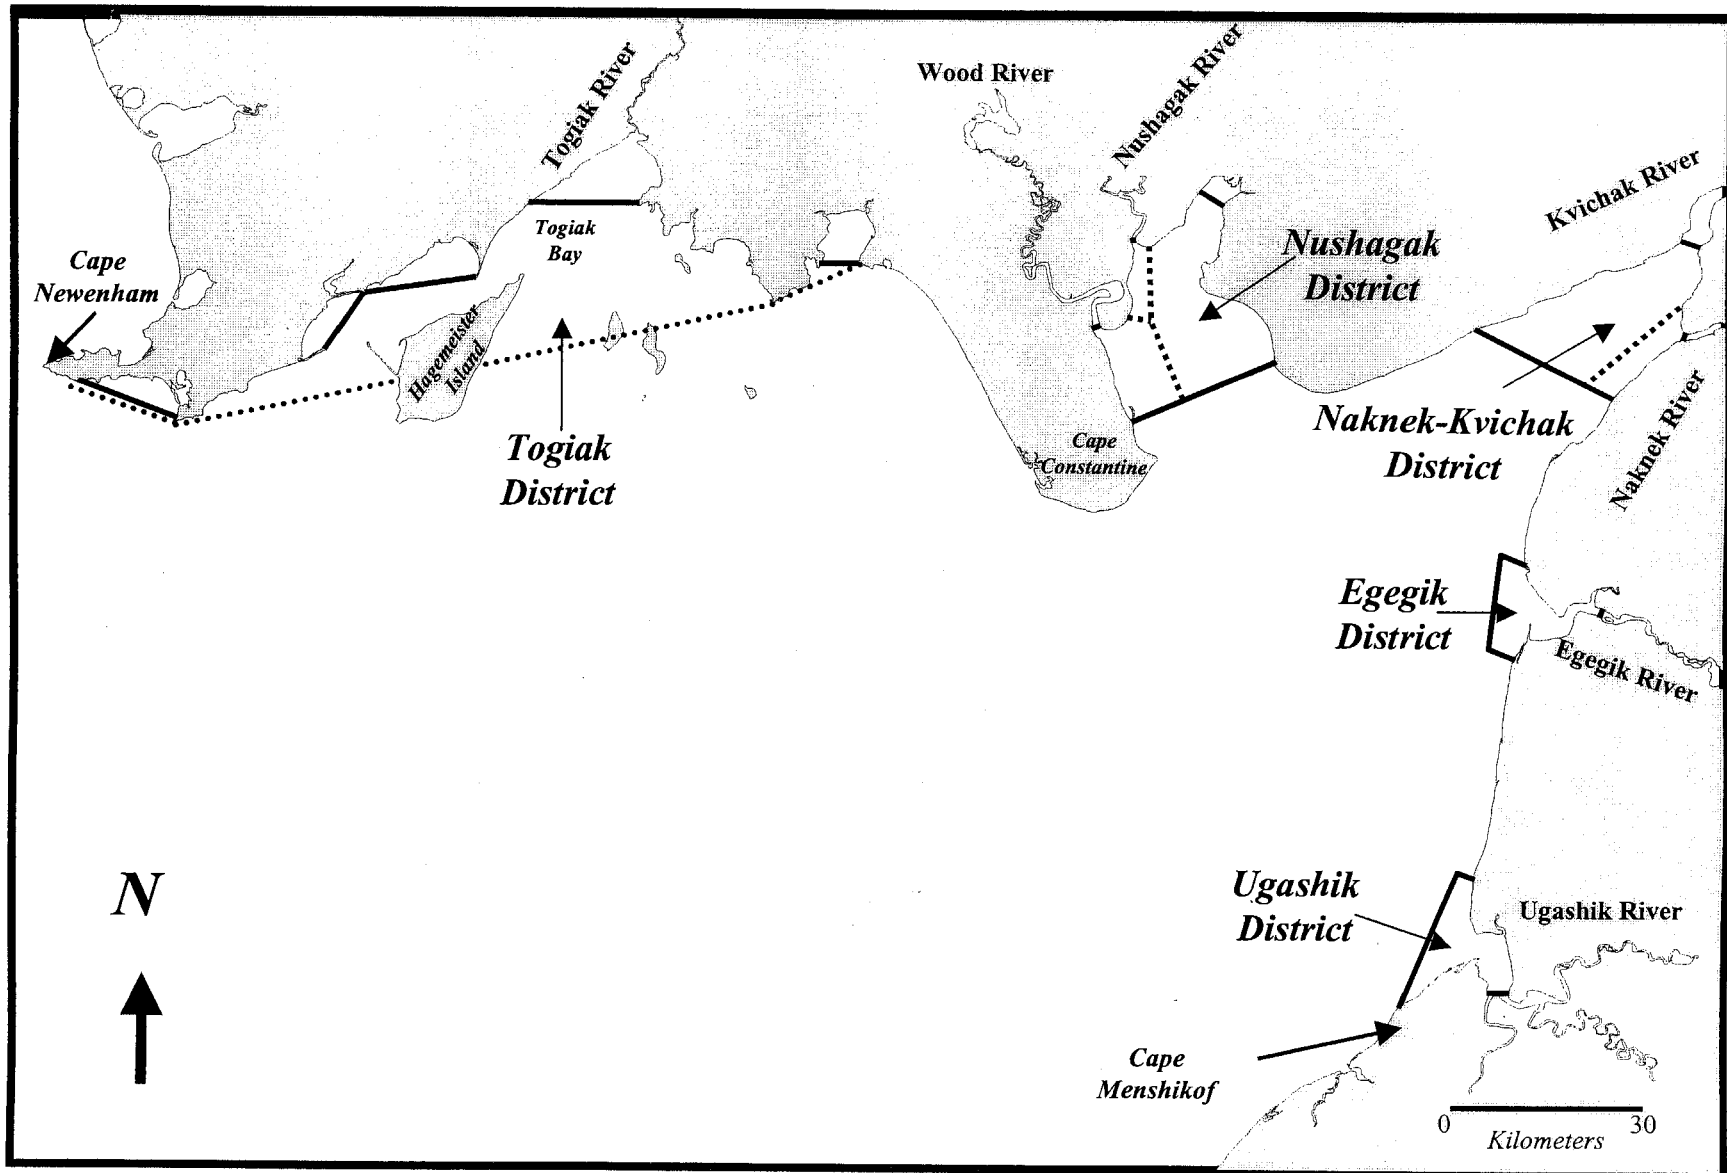 Wood River
Togiak River
Nushagak River
Kvichak River
Togiak
Bay
Nushagak
District
Cape
Newenham
Hagemeister
Island
Naknek-Kvichak
District
Togiak
District
Cape
Constantine
Naknek River
Egegik
District
Egegik River
N
Ugashik
District
Ugashik River
Cape
Menshikof
0 30
Kilometers